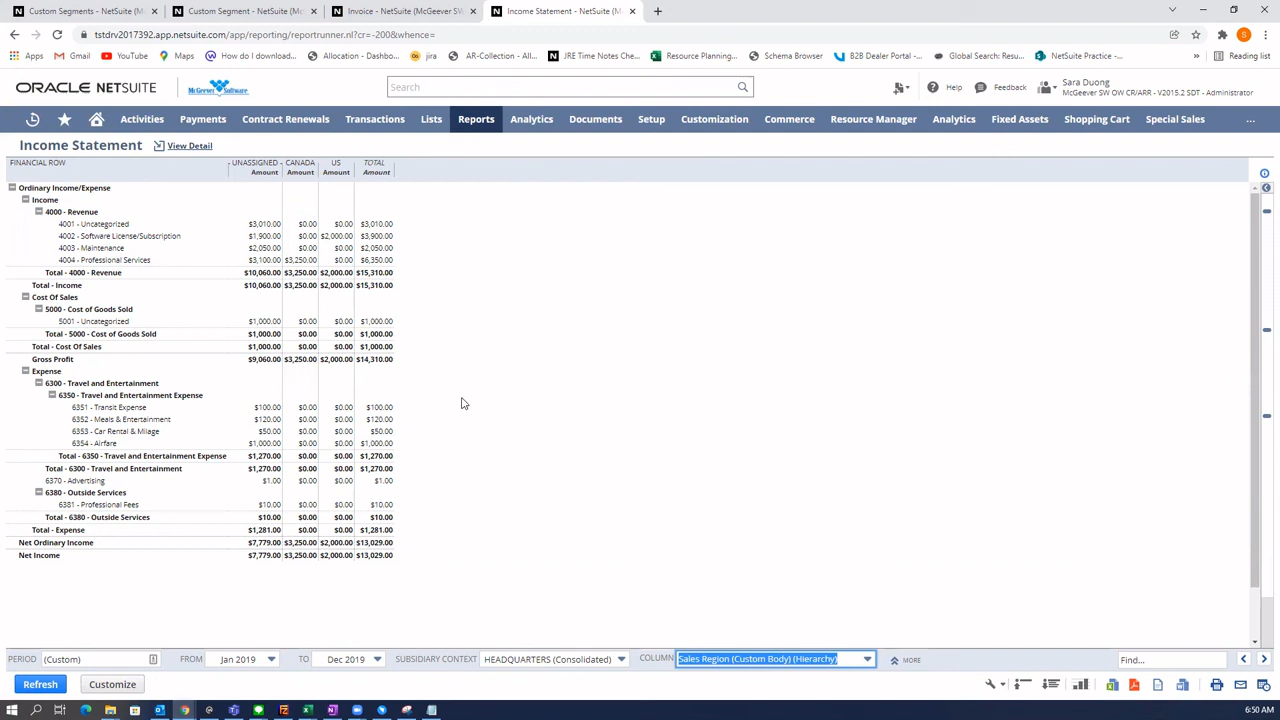 Custom Segments - NetSuite (M
Custom Segment - NetSuite (Mc
Invoice - NetSuite (McGeever SW
Income Statement - NetSuite (M
tstdrv2017392.app.netsuite.com/app/reporting/reportrunner.nl?cr=-200&whence=
Apps Gmail YouTube Maps How do I download... Allocation - Dashbo... AR-Collection - All... JRE Time Notes Che... Resource Planning... Schema Browser B2B Dealer Portal -... Global Search: Resu... NetSuite Practice -... » Reading list
ORACLE NETSUITE McGeever Software Search Help Feedback Sara Duong
McGeever SW OW CR/ARR - V2015.2 SDT - Administrator
Activities Payments Contract Renewals Transactions Lists Reports Analytics Documents Setup Customization Commerce Resource Manager Analytics Fixed Assets Shopping Cart Special Sales ...
Income Statement View Detail
FINANCIAL ROW - UNASSIGNED - CANADA US TOTAL
Amount Amount Amount Amount
Ordinary Income/Expense
Income
4000 - Revenue
4001 - Uncategorized $3,010.00 $0.00 $0.00 $3,010.00
4002 - Software License/Subscription $1,900.00 $0.00 $2,000.00 $3,900.00
4003 - Maintenance $2,050.00 $0.00 $0.00 $2,050.00
4004 - Professional Services $3,100.00 $3,250.00 $0.00 $6,350.00
Total - 4000 - Revenue $10,060.00 $3,250.00 $2,000.00 $15,310.00
Total - Income $10,060.00 $3,250.00 $2,000.00 $15,310.00
Cost Of Sales
5000 - Cost of Goods Sold
5001 - Uncategorized $1,000.00 $0.00 $0.00 $1,000.00
Total - 5000 - Cost of Goods Sold $1,000.00 $0.00 $0.00 $1,000.00
Total - Cost Of Sales $1,000.00 $0.00 $0.00 $1,000.00
Gross Profit $9,060.00 $3,250.00 $2,000.00 $14,310.00
Expense
6300 - Travel and Entertainment
6350 - Travel and Entertainment Expense
6351 - Transit Expense $100.00 $0.00 $0.00 $100.00
6352 - Meals & Entertainment $120.00 $0.00 $0.00 $120.00
6353 - Car Rental & Milage $50.00 $0.00 $0.00 $50.00
6354 - Airfare $1,000.00 $0.00 $0.00 $1,000.00
Total - 6350 - Travel and Entertainment Expense $1,270.00 $0.00 $0.00 $1,270.00
Total - 6300 - Travel and Entertainment $1,270.00 $0.00 $0.00 $1,270.00
6370 - Advertising $1.00 $0.00 $0.00 $1.00
6380 - Outside Services
6381 - Professional Fees $10.00 $0.00 $0.00 $10.00
Total - 6380 - Outside Services $10.00 $0.00 $0.00 $10.00
Total - Expense $1,281.00 $0.00 $0.00 $1,281.00
Net Ordinary Income $7,779.00 $3,250.00 $2,000.00 $13,029.00
Net Income $7,779.00 $3,250.00 $2,000.00 $13,029.00
PERIOD (Custom) FROM Jan 2019 TO Dec 2019 SUBSIDIARY CONTEXT HEADQUARTERS (Consolidated) COLUMN Sales Region (Custom Body) (Hierarchy) MORE Find...
Refresh Customize
6:50 AM